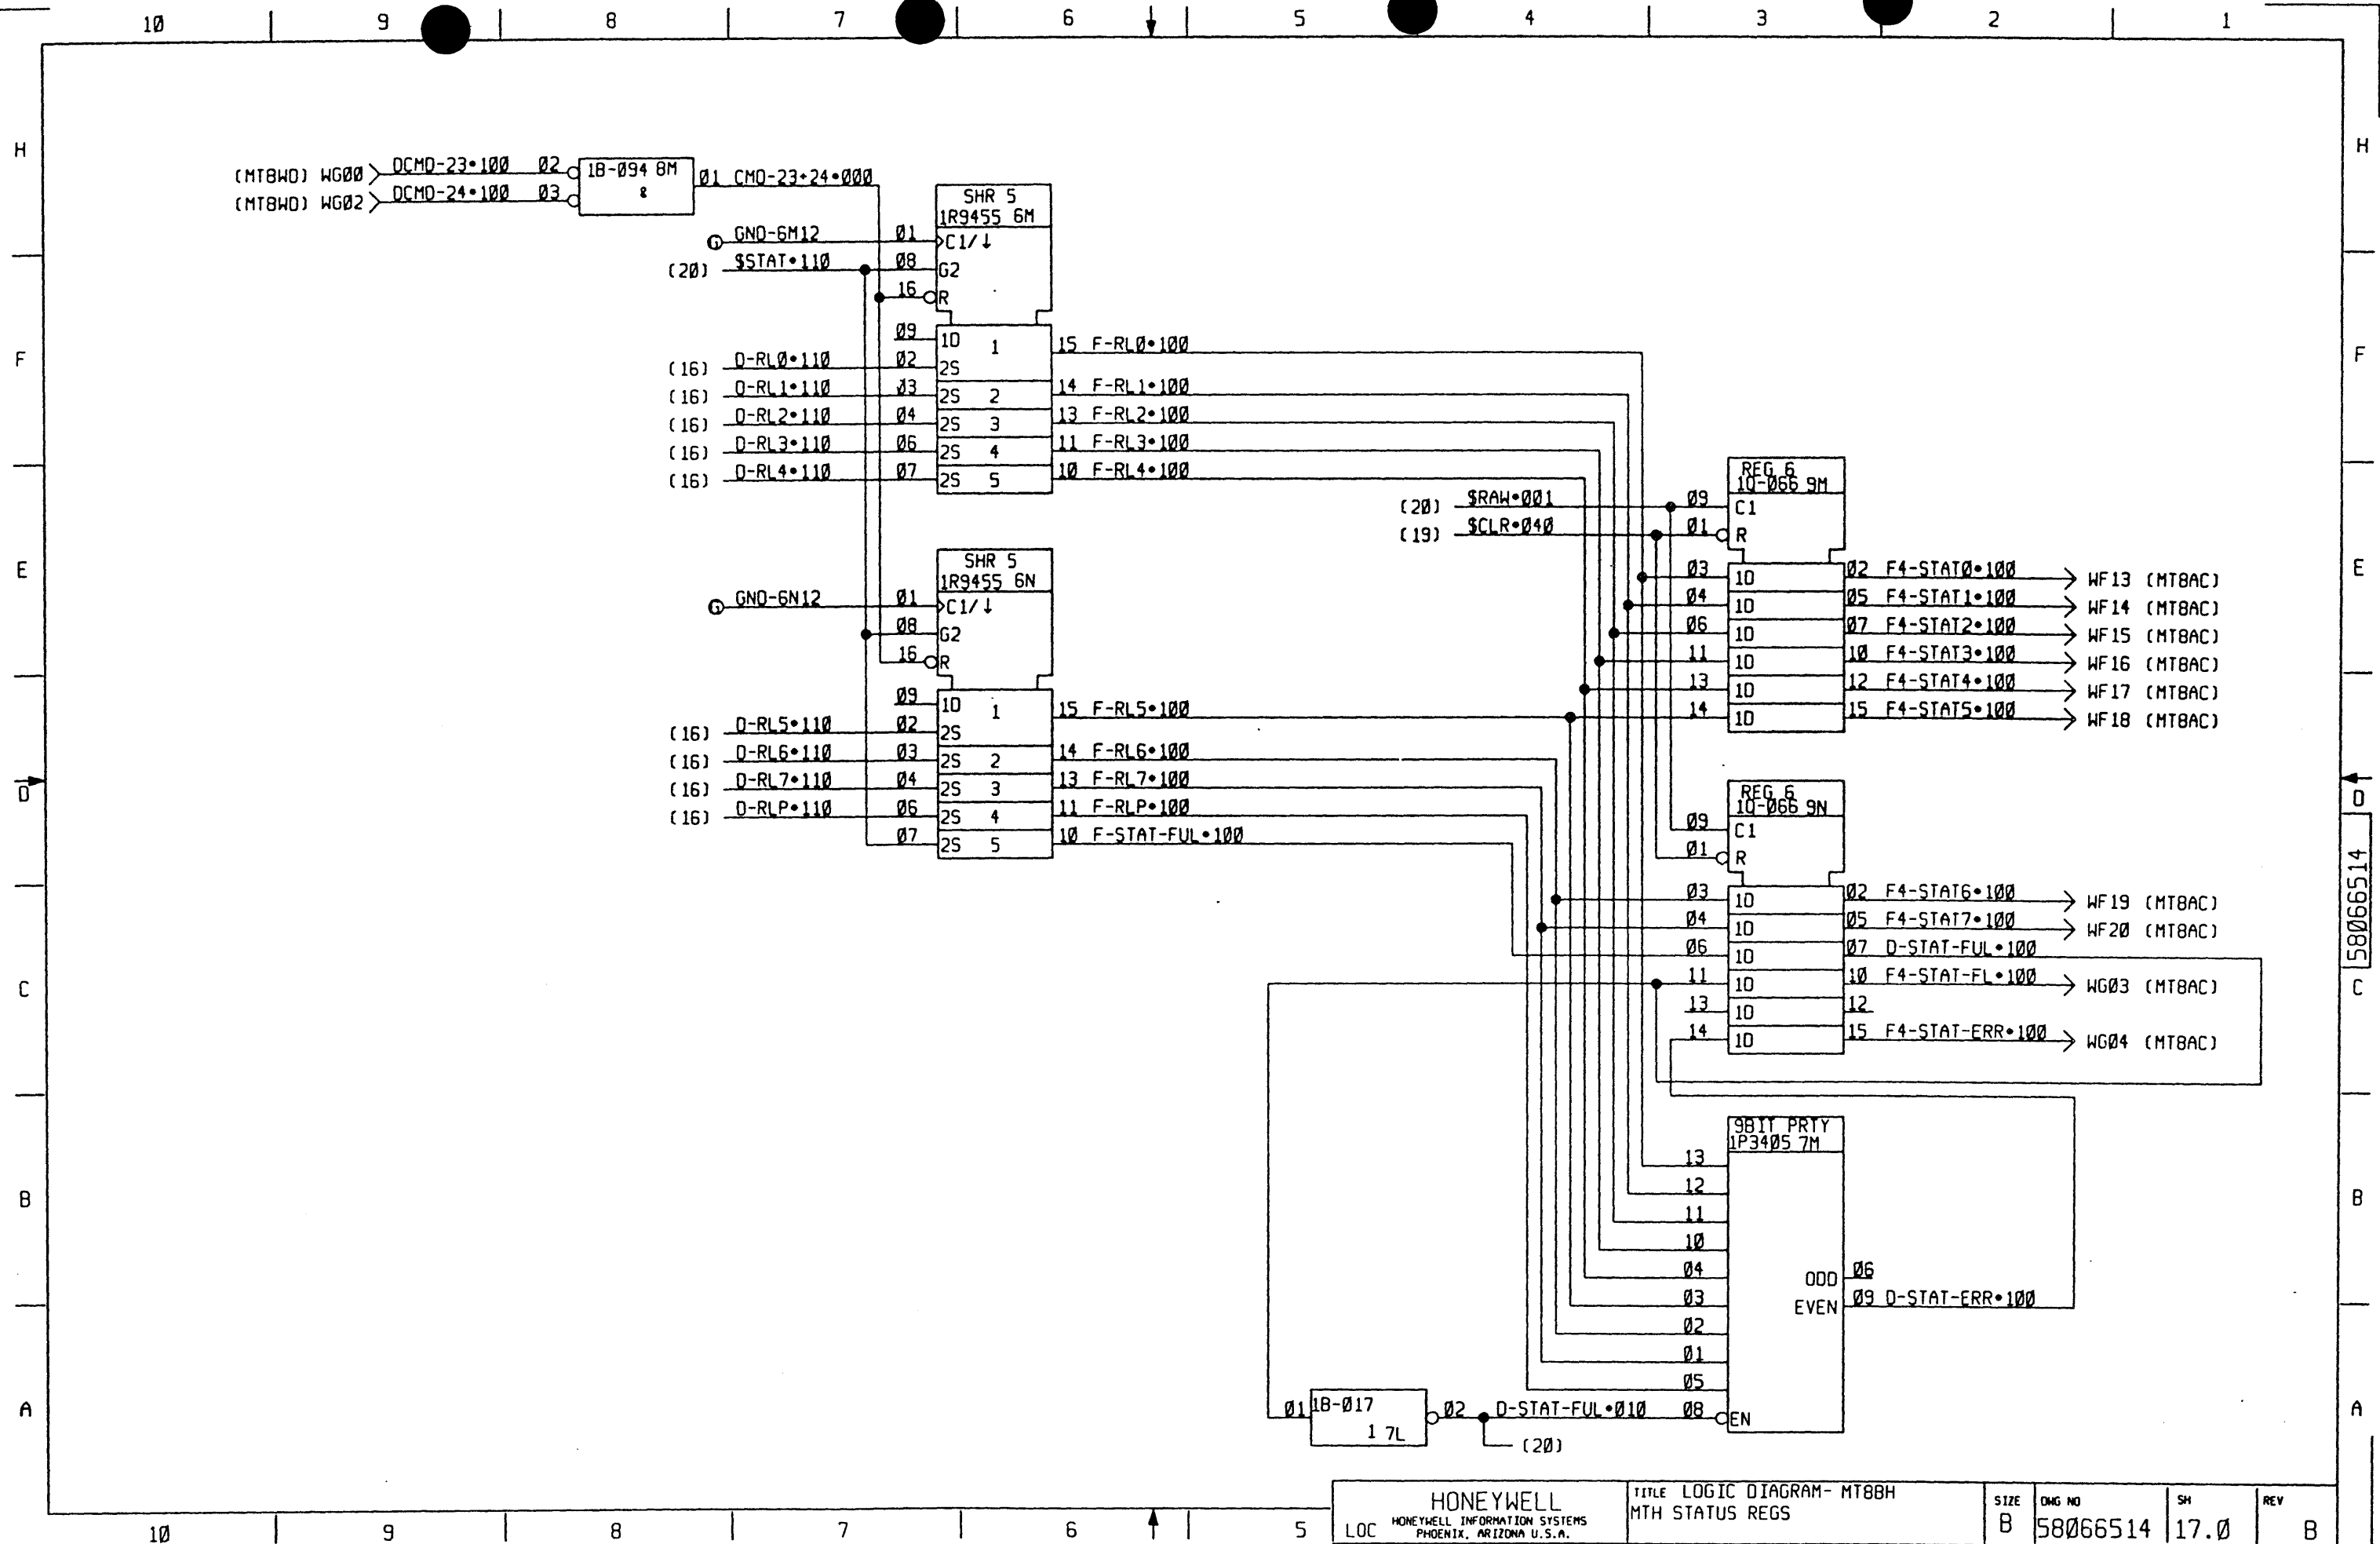 10 9 8 7 6 5 4 3 2 1
H H
(MT8WD) WG00 DCMD-23•100 02
(MT8WD) WG02 DCMD-24•100 03
1B-094 8M
&
01 CMD-23+24•000
SHR 5
1R9455 6M
GND-6M12 01 C1/↓
(20) $STAT•110 08 G2
16 R
F F
09 1D 1
15 F-RL0•100
(16) D-RL0•110 02 2S
(16) D-RL1•110 03 2S 2 14 F-RL1•100
(16) D-RL2•110 04 2S 3 13 F-RL2•100
(16) D-RL3•110 06 2S 4 11 F-RL3•100
(16) D-RL4•110 07 2S 5 10 F-RL4•100
REG 6
1Q-066 9M
(20) $RAW•001 09 C1
(19) $CLR•040 01 R
E E
03 1D 02 F4-STAT0•100 WF13 (MT8AC)
04 1D 05 F4-STAT1•100 WF14 (MT8AC)
06 1D 07 F4-STAT2•100 WF15 (MT8AC)
11 1D 10 F4-STAT3•100 WF16 (MT8AC)
13 1D 12 F4-STAT4•100 WF17 (MT8AC)
14 1D 15 F4-STAT5•100 WF18 (MT8AC)
SHR 5
1R9455 6N
G GND-6N12 01 C1/↓
08 G2
16 R
09 1D 1
15 F-RL5•100
(16) D-RL5•110 02 2S
(16) D-RL6•110 03 2S 2 14 F-RL6•100
(16) D-RL7•110 04 2S 3 13 F-RL7•100
(16) D-RLP•110 06 2S 4 11 F-RLP•100
07 2S 5 10 F-STAT-FUL•100
D D
REG 6
1Q-066 9N
09 C1
01 R
58066514
03 1D 02 F4-STAT6•100 WF19 (MT8AC)
04 1D 05 F4-STAT7•100 WF20 (MT8AC)
06 1D 07 D-STAT-FUL•100
11 1D 10 F4-STAT-FL•100 WG03 (MT8AC)
13 1D 12
14 1D 15 F4-STAT-ERR•100 WG04 (MT8AC)
C C
9BIT PRTY
1P3405 7M
13
12
11
10
04
03
02
01
05
ODD 06
EVEN 09 D-STAT-ERR•100
B B
01 1B-017
1 7L
02 D-STAT-FUL•010 08 EN
(20)
A A
10 9 8 7 6 5
LOC
HONEYWELL
HONEYWELL INFORMATION SYSTEMS
PHOENIX, ARIZONA U.S.A.
TITLE LOGIC DIAGRAM- MT8BH
MTH STATUS REGS
SIZE
B
DWG NO
58066514
SH
17.0
REV
B